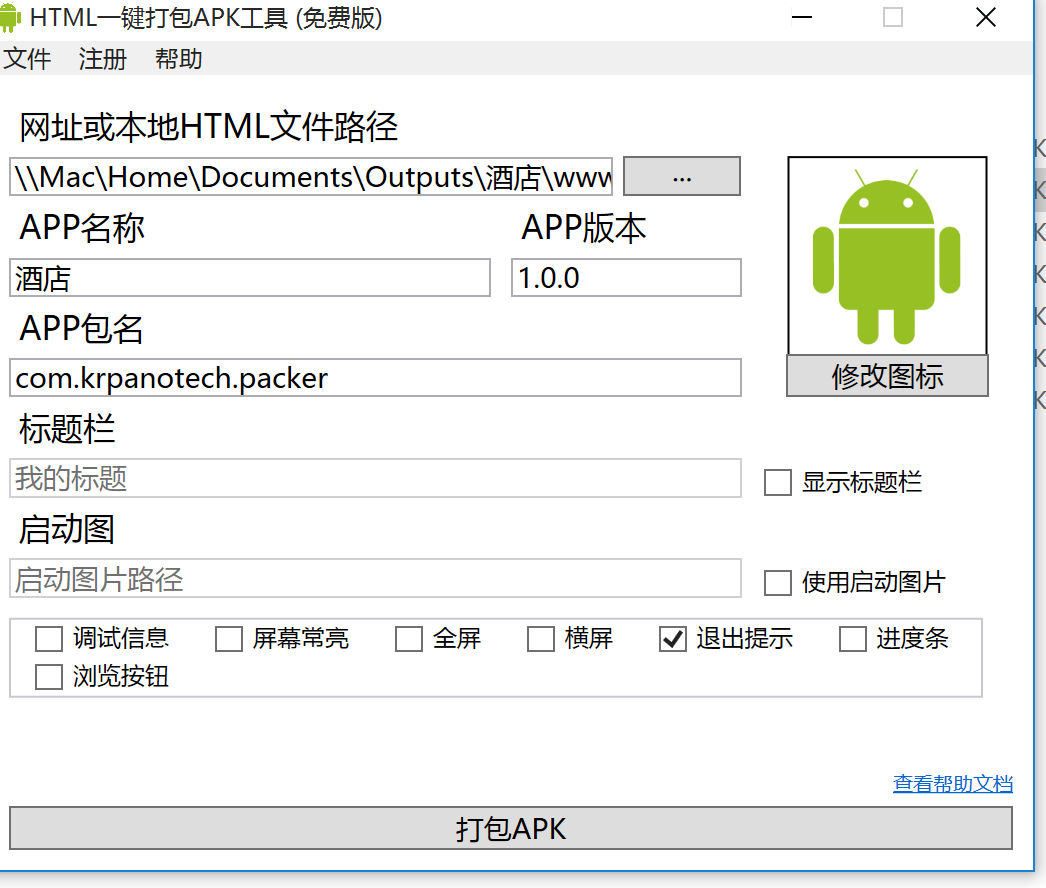 HTML一键打包APK工具 (免费版)
文件 注册 帮助
网址或本地HTML文件路径
\\Mac\Home\Documents\Outputs\酒店\www
...
APP名称 APP版本
酒店 1.0.0
APP包名
com.krpanotech.packer
修改图标
标题栏
我的标题 显示标题栏
启动图
启动图片路径 使用启动图片
调试信息 屏幕常亮 全屏 横屏 退出提示 进度条
浏览按钮
查看帮助文档
打包APK
K
K
K
K
K
K
K